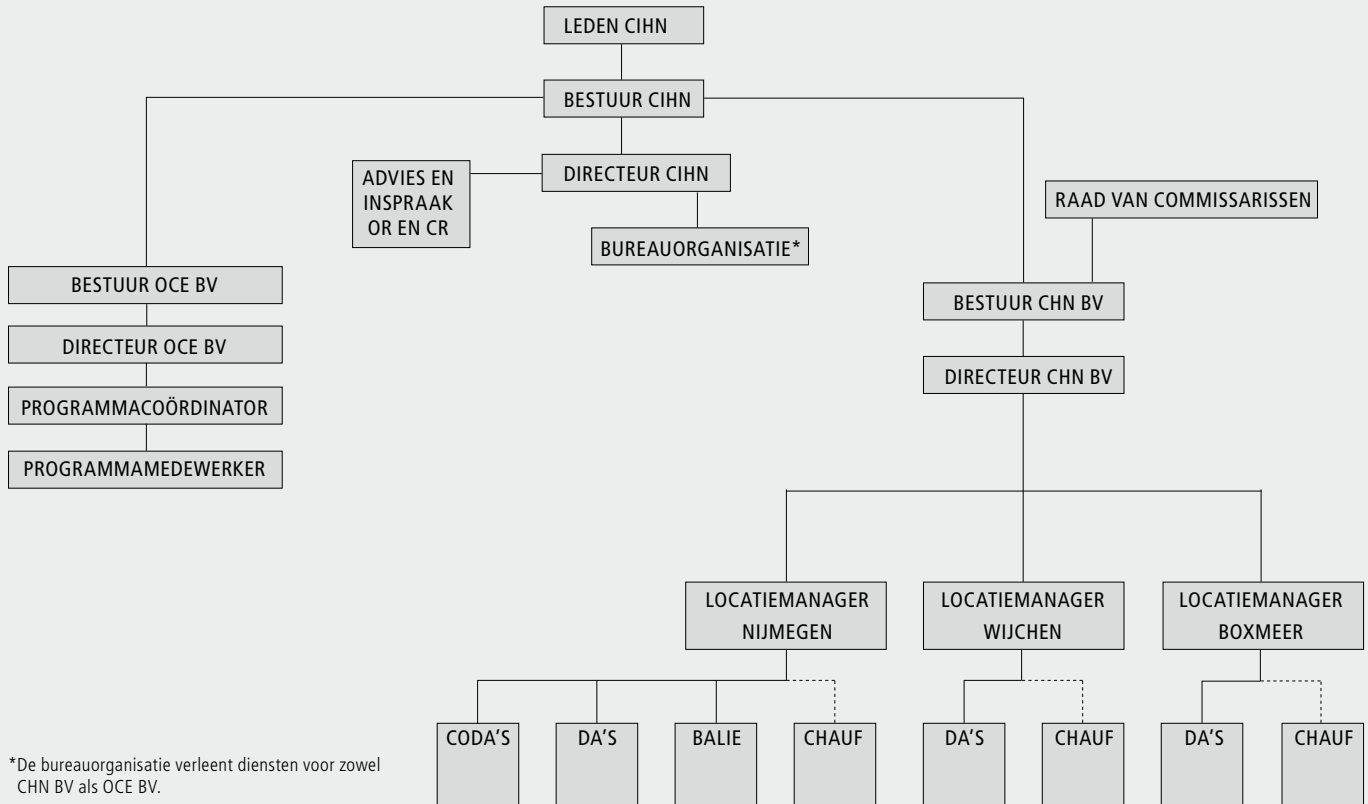 LEDEN CIHN
BESTUUR CIHN
DIRECTEUR CIHN
ADVIES EN
INSPRAAK
OR EN CR
BUREAUORGANISATIE*
RAAD VAN COMMISSARISSEN
BESTUUR OCE BV
DIRECTEUR OCE BV
PROGRAMMACOÖRDINATOR
PROGRAMMAMEDEWERKER
BESTUUR CHN BV
DIRECTEUR CHN BV
LOCATIEMANAGER
NIJMEGEN
LOCATIEMANAGER
WIJCHEN
LOCATIEMANAGER
BOXMEER
CODA'S
DA'S
BALIE
CHAUF
DA'S
CHAUF
DA'S
CHAUF
*De bureauorganisatie verleent diensten voor zowel
CHN BV als OCE BV.